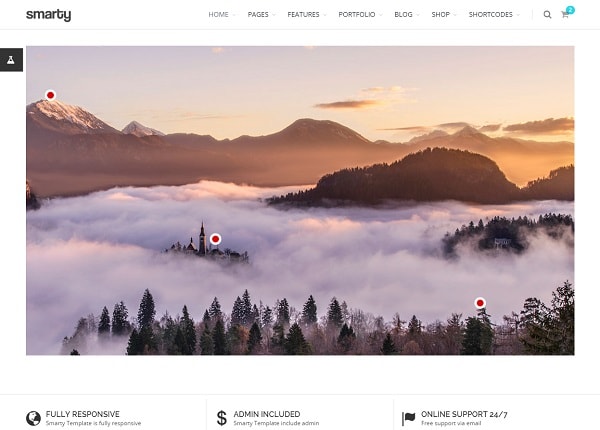 smarty
HOME PAGES FEATURES PORTFOLIO BLOG SHOP SHORTCODES
2
FULLY RESPONSIVE
Smarty Template is fully responsive
ADMIN INCLUDED
Smarty Template include admin
ONLINE SUPPORT 24/7
Free support via email